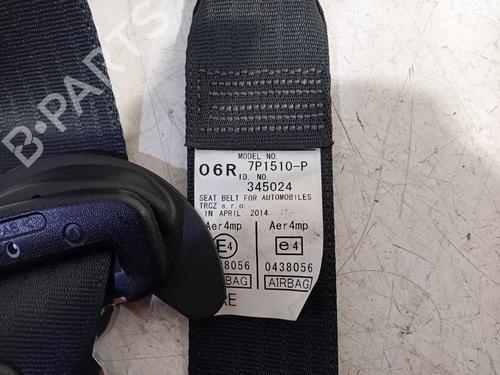 B-PARTS
MODEL NO.
06R 7P1510-P
ID. NO.
345024
SEAT BELT FOR AUTOMOBILES
TRCZ s.r.o.
IN APRIL 2014
Aer4mp Aer4mp
E4 e4
8056 0438056
BAG AIRBAG
RE